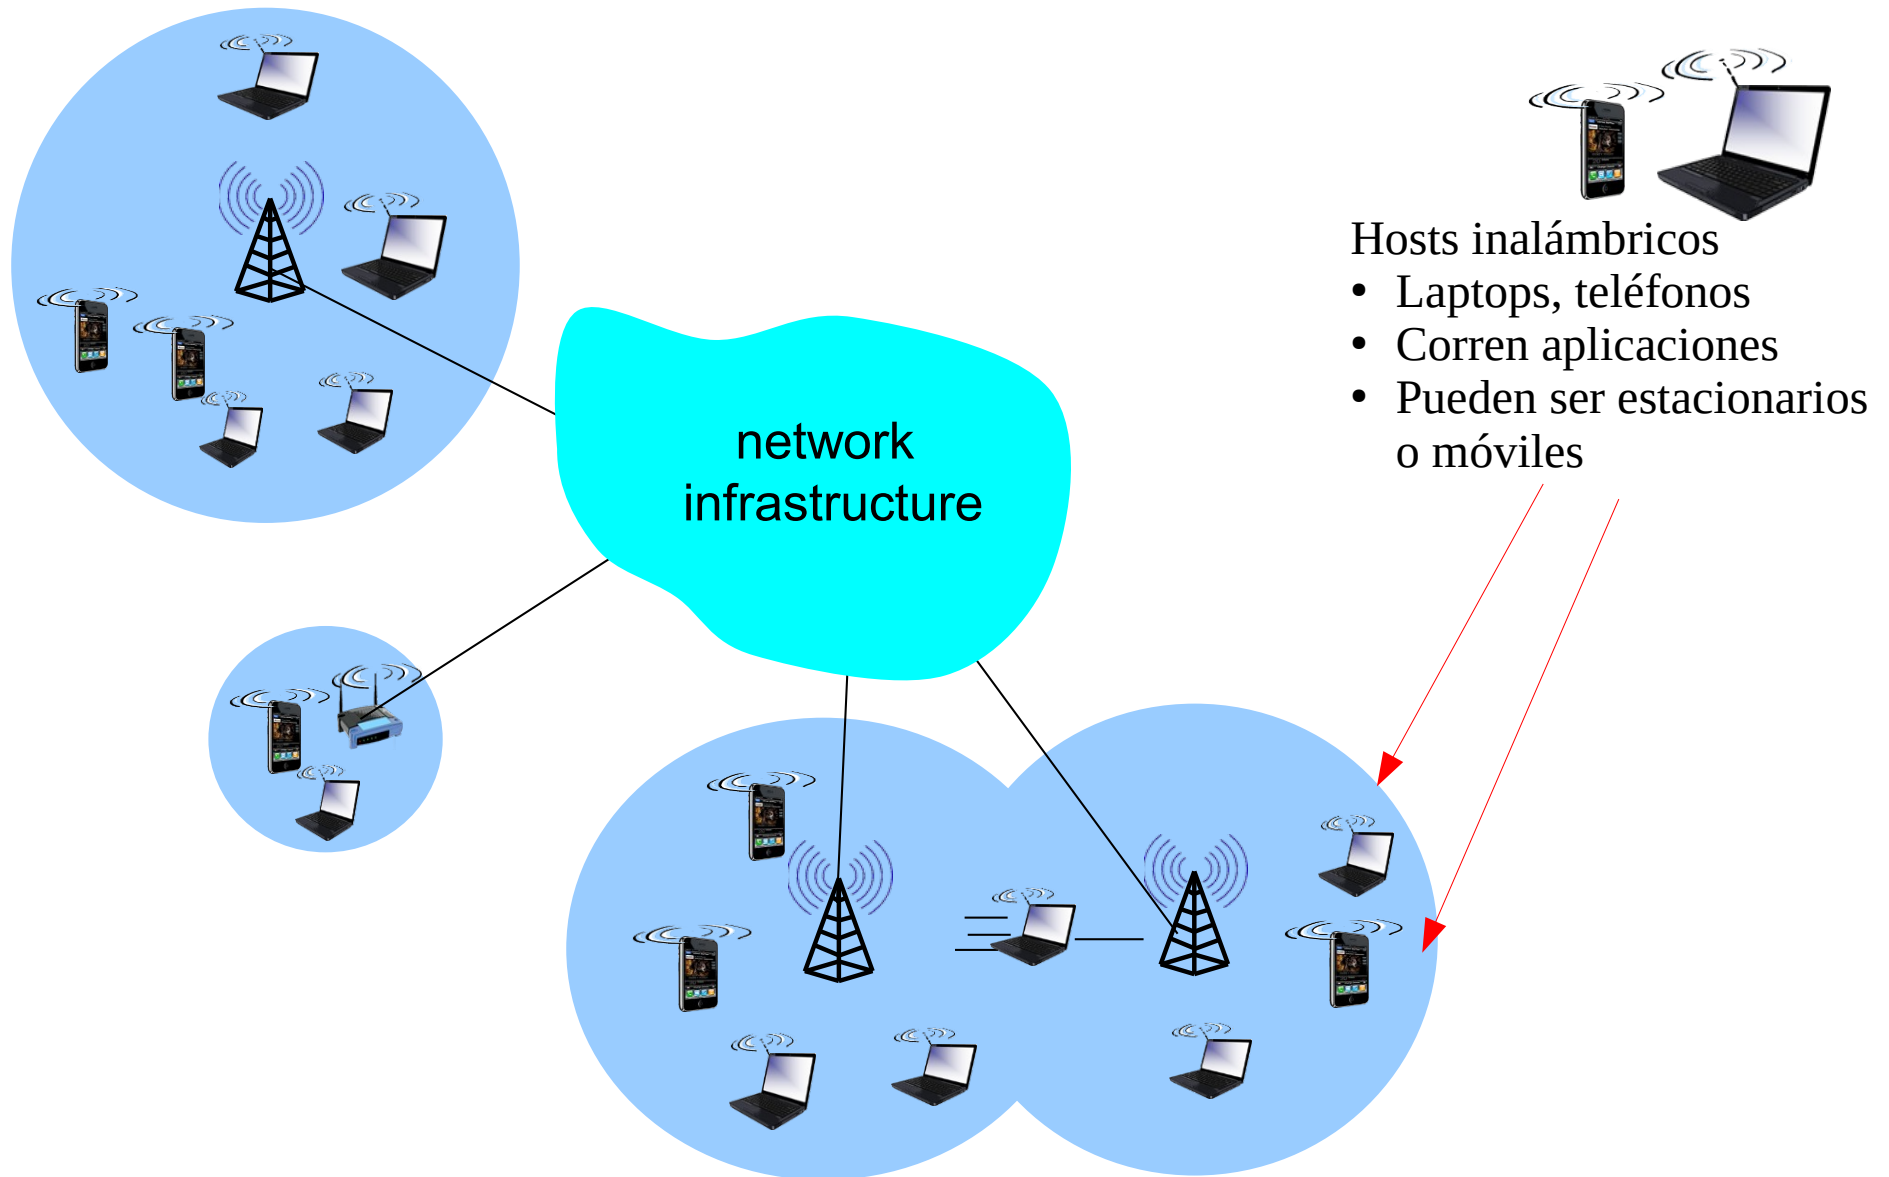 Hosts inalámbricos
• Laptops, teléfonos
• Corren aplicaciones
• Pueden ser estacionarios
o móviles
network
infrastructure